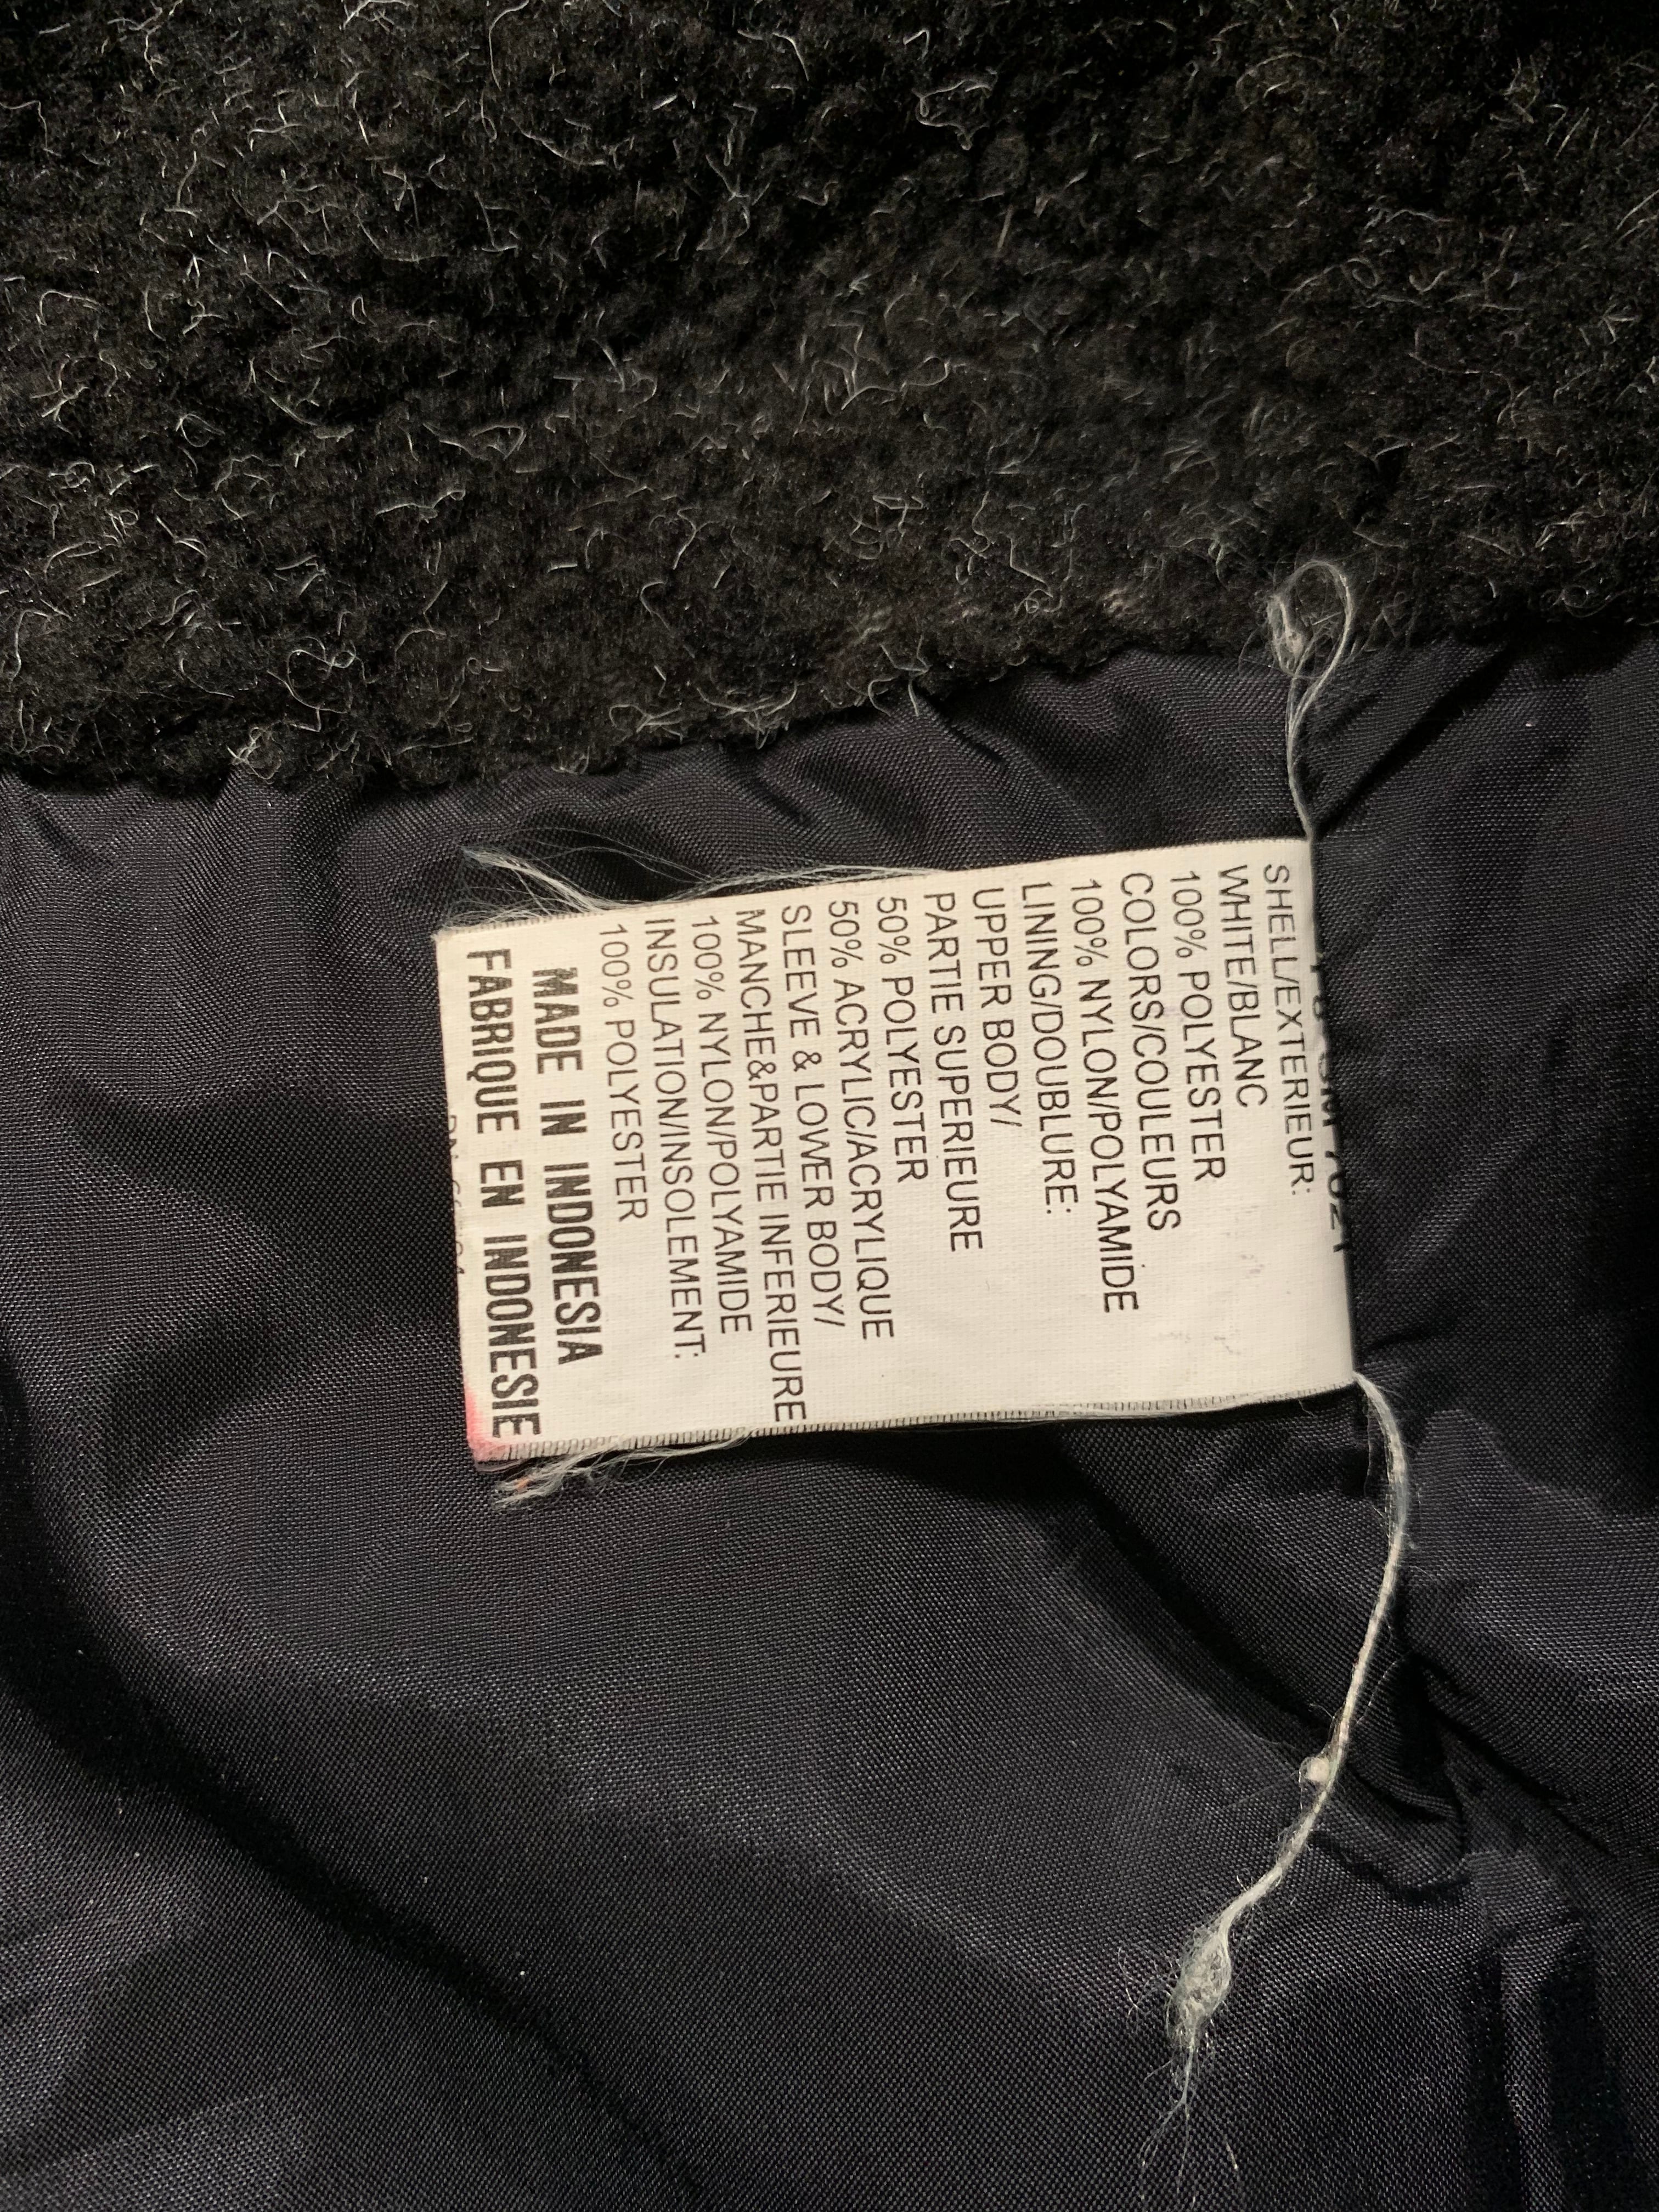 SHELL/EXTERIEUR:
WHITE/BLANC
100% POLYESTER
COLORS/COULEURS
100% NYLON/POLYAMIDE
LINING/DOUBLURE:
UPPER BODY/
PARTIE SUPERIEURE
50% POLYESTER
50% ACRYLIC/ACRYLIQUE
SLEEVE & LOWER BODY/
MANCHE&PARTIE INFERIEURE
100% NYLON/POLYAMIDE
INSULATION/INSOLEMENT:
100% POLYESTER
MADE IN INDONESIA
FABRIQUE EN INDONESIE